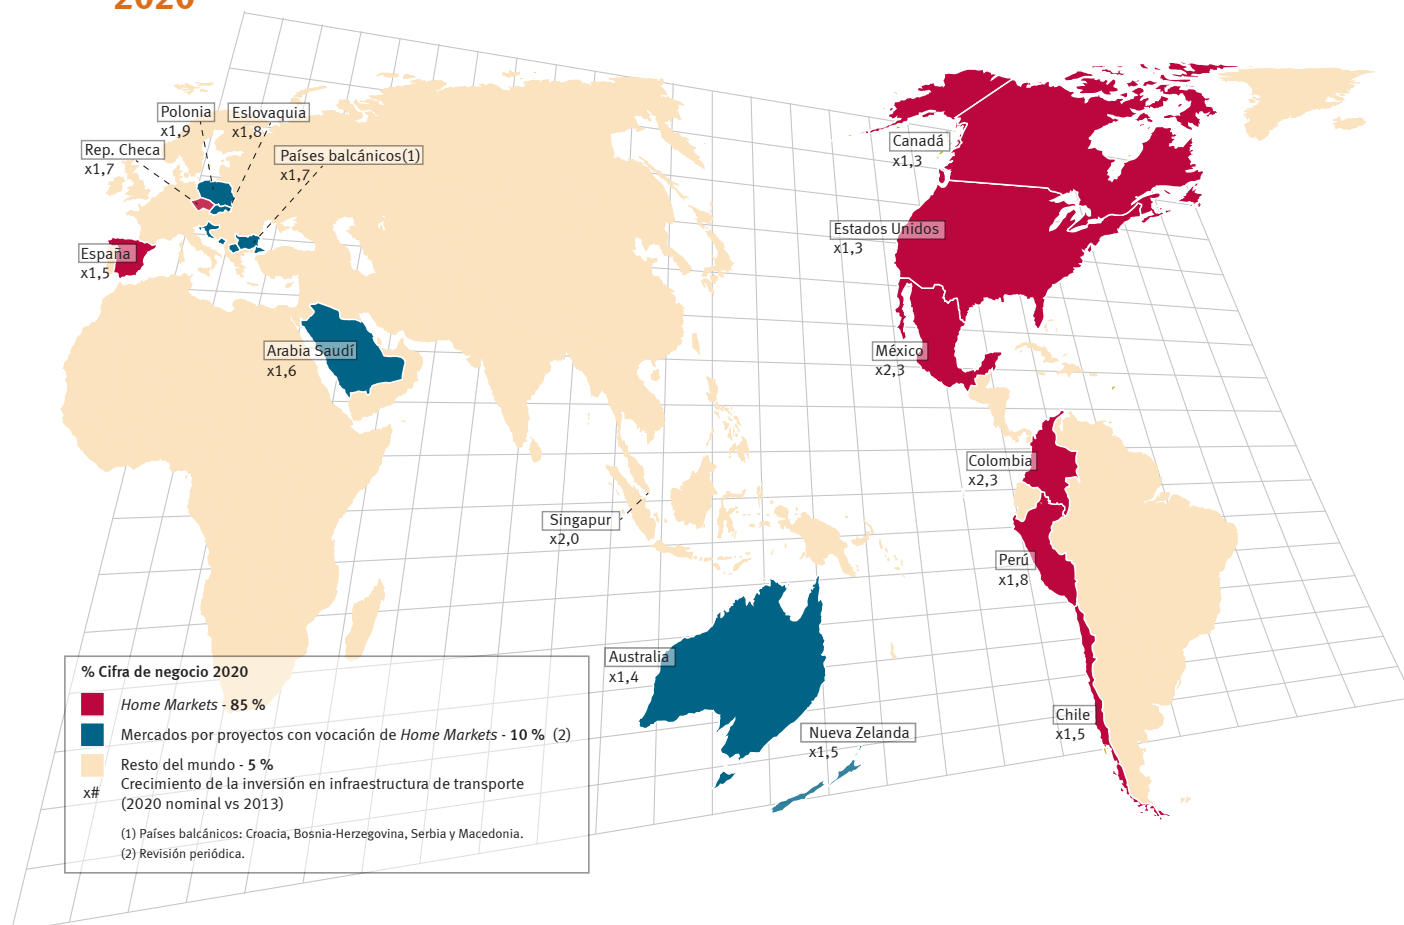 2020
Polonia
x1,9
Eslovaquia
x1,8
Rep. Checa
x1,7
Países balcánicos(1)
x1,7
España
x1,5
Arabia Saudí
x1,6
Canadá
x1,3
Estados Unidos
x1,3
México
x2,3
Colombia
x2,3
Singapur
x2,0
Perú
x1,8
Australia
x1,4
Chile
x1,5
Nueva Zelanda
x1,5
% Cifra de negocio 2020
Home Markets - 85 %
Mercados por proyectos con vocación de Home Markets - 10 % (2)
Resto del mundo - 5 %
x# Crecimiento de la inversión en infraestructura de transporte
(2020 nominal vs 2013)
(1) Países balcánicos: Croacia, Bosnia-Herzegovina, Serbia y Macedonia.
(2) Revisión periódica.